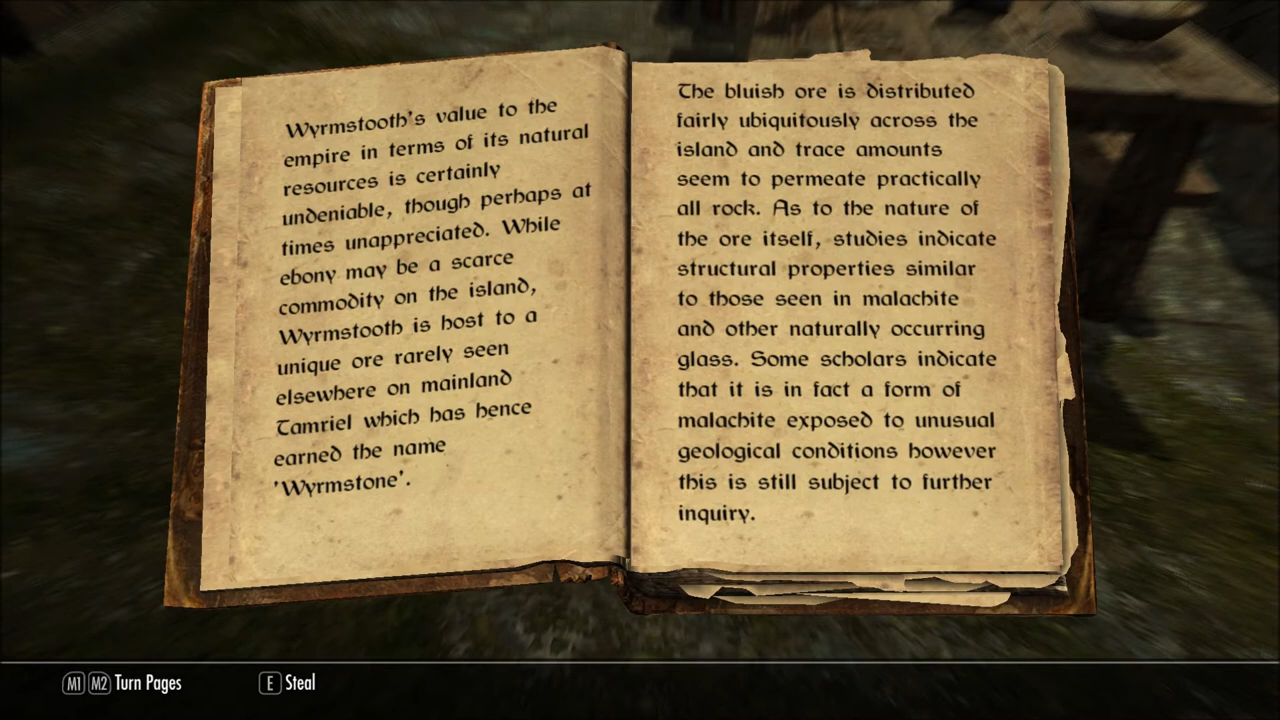 Wyrmstooth's value to the
empire in terms of its natural
resources is certainly
undeniable, though perhaps at
times unappreciated. While
ebony may be a scarce
commodity on the island,
Wyrmstooth is host to a
unique ore rarely seen
elsewhere on mainland
Tamriel which has hence
earned the name
'Wyrmstone'.
The bluish ore is distributed
fairly ubiquitously across the
island and trace amounts
seem to permeate practically
all rock. As to the nature of
the ore itself, studies indicate
structural properties similar
to those seen in malachite
and other naturally occurring
glass. Some scholars indicate
that it is in fact a form of
malachite exposed to unusual
geological conditions however
this is still subject to further
inquiry.
M1 M2 Turn Pages
E Steal